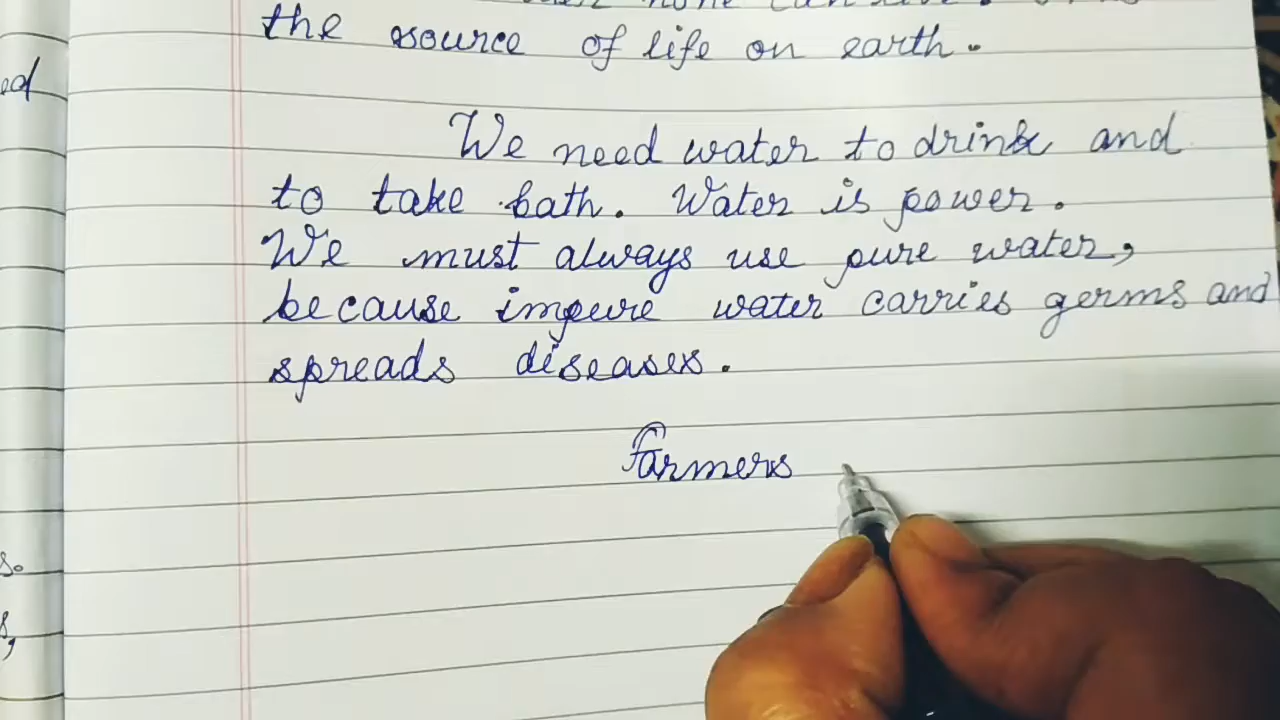 the source of life on earth.
We need water to drink and
to take bath. Water is power.
We must always use pure water,
because impure water carries germs and
spreads diseases.
Farmers